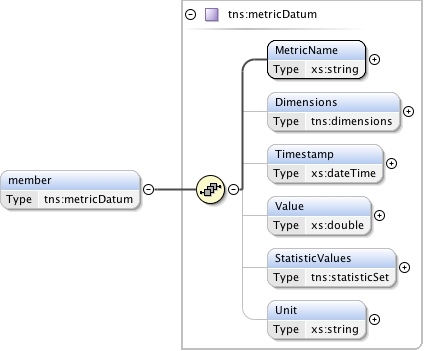 tns:metricDatum
MetricName
Type xs:string
Dimensions
Type tns:dimensions
Timestamp
Type xs:dateTime
member
Type tns:metricDatum
Value
Type xs:double
StatisticValues
Type tns:statisticSet
Unit
Type xs:string